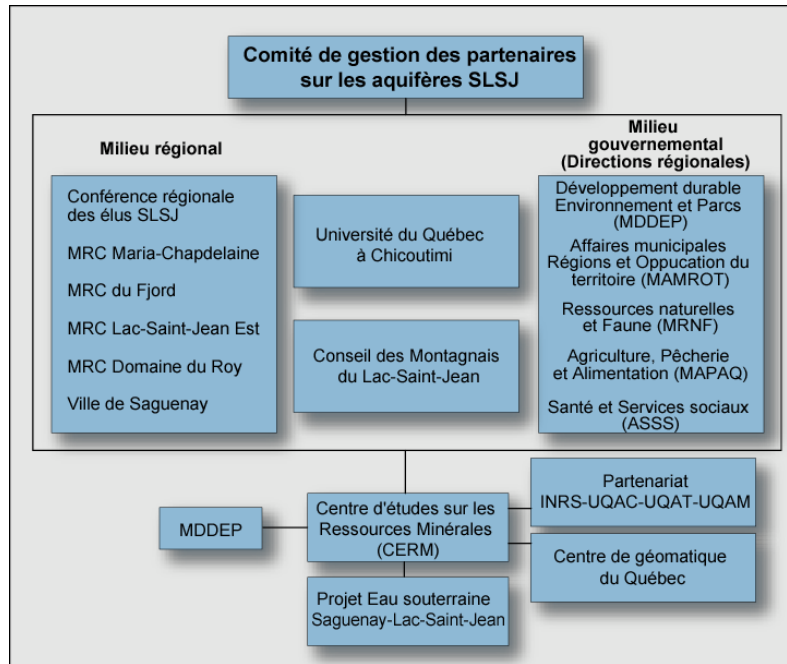 Comité de gestion des partenaires
sur les aquifères SLSJ
Milieu régional
Conférence régionale
des élus SLSJ
MRC Maria-Chapdelaine
MRC du Fjord
MRC Lac-Saint-Jean Est
MRC Domaine du Roy
Ville de Saguenay
Université du Québec
à Chicoutimi
Conseil des Montagnais
du Lac-Saint-Jean
Milieu
gouvernemental
(Directions régionales)
Développement durable
Environnement et Parcs
(MDDEP)
Affaires municipales
Régions et Oppucation du
territoire (MAMROT)
Ressources naturelles
et Faune (MRNF)
Agriculture, Pêcherie
et Alimentation (MAPAQ)
Santé et Services sociaux
(ASSS)
MDDEP
Centre d'études sur les
Ressources Minérales
(CERM)
Partenariat
INRS-UQAC-UQAT-UQAM
Centre de géomatique
du Québec
Projet Eau souterraine
Saguenay-Lac-Saint-Jean